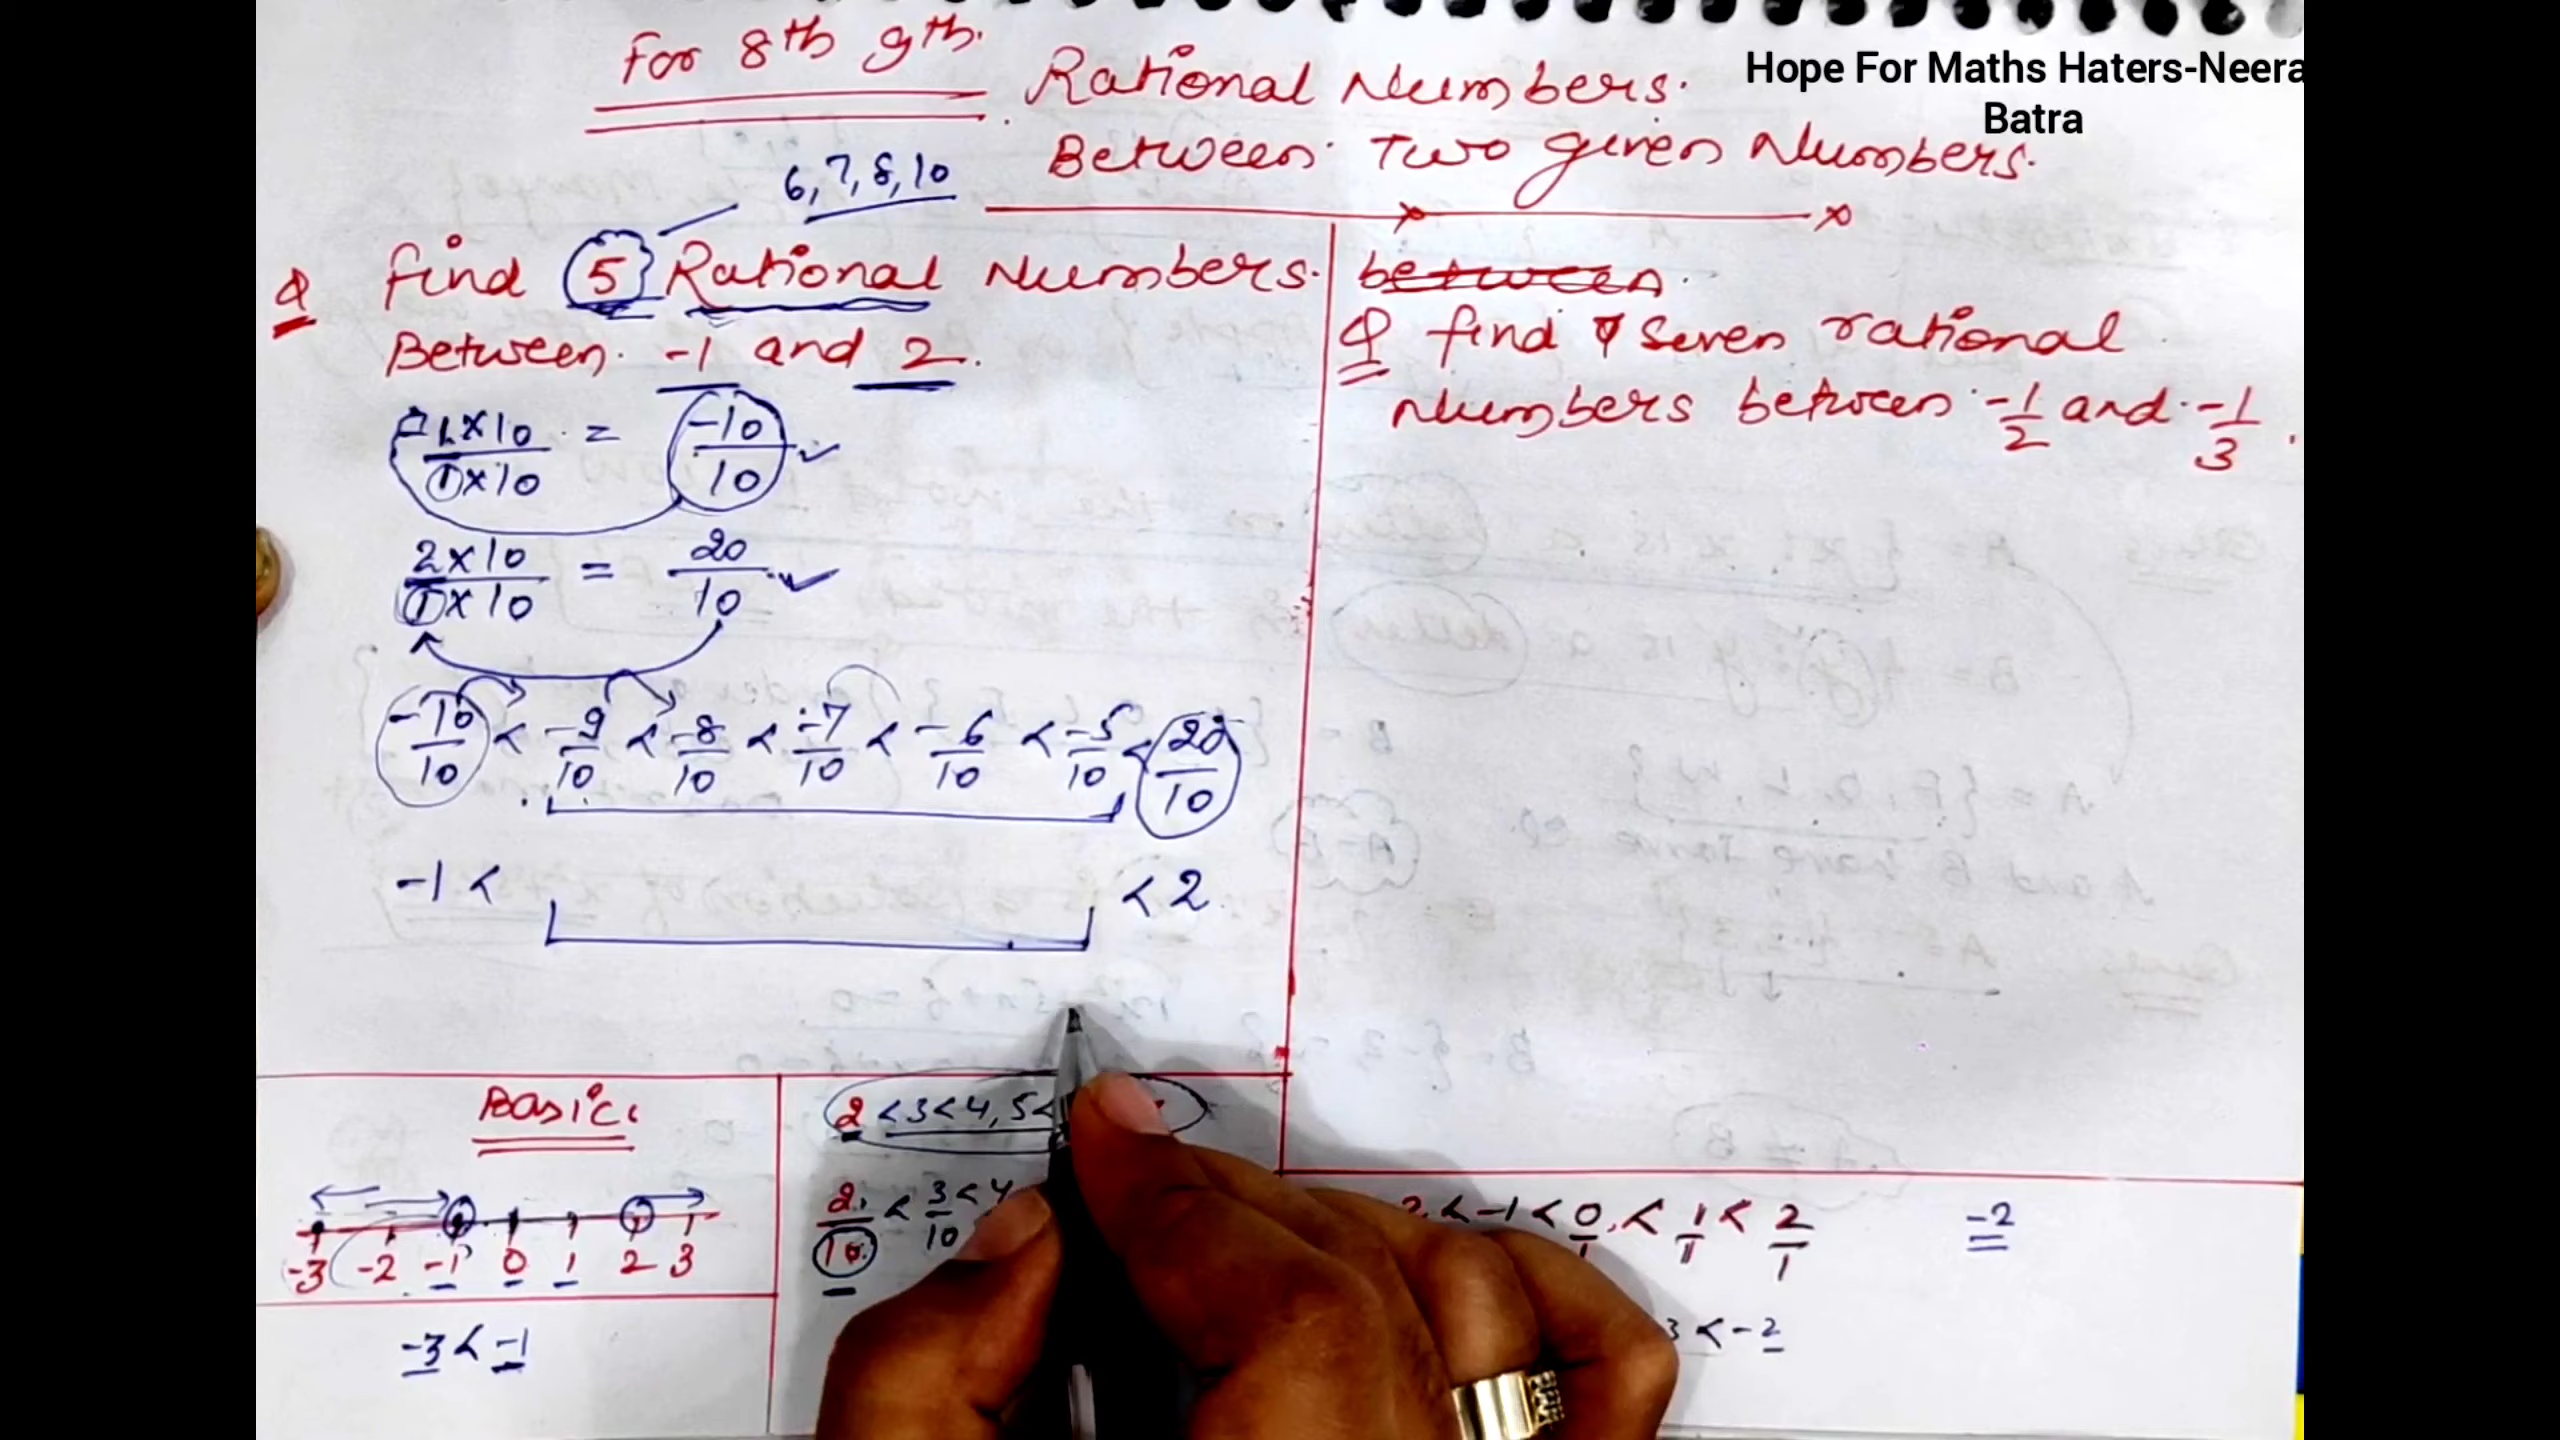 For 8th 9th.
Rational Numbers.
Between Two given Numbers.
Hope For Maths Haters-Neera
Batra
6, 7, 8, 10
Q Find 5 Rational Numbers.
Between -1 and 2.
-1×10/1×10 = -10/10
2×10/1×10 = 20/10
-10/10 < -9/10 < -8/10 < -7/10 < -6/10 < -5/10 < 20/10
-1 < < 2
between.
Q find seven rational
Numbers between -1/2 and -1/3.
Basics
-3 -2 -1 0 1 2 3
-3 < -1
2 < 3 < 4, 5 <
2/10 < 3/10 < 4
< -1 < 0/1 < 1/1 < 2/1
-2
3 < -2